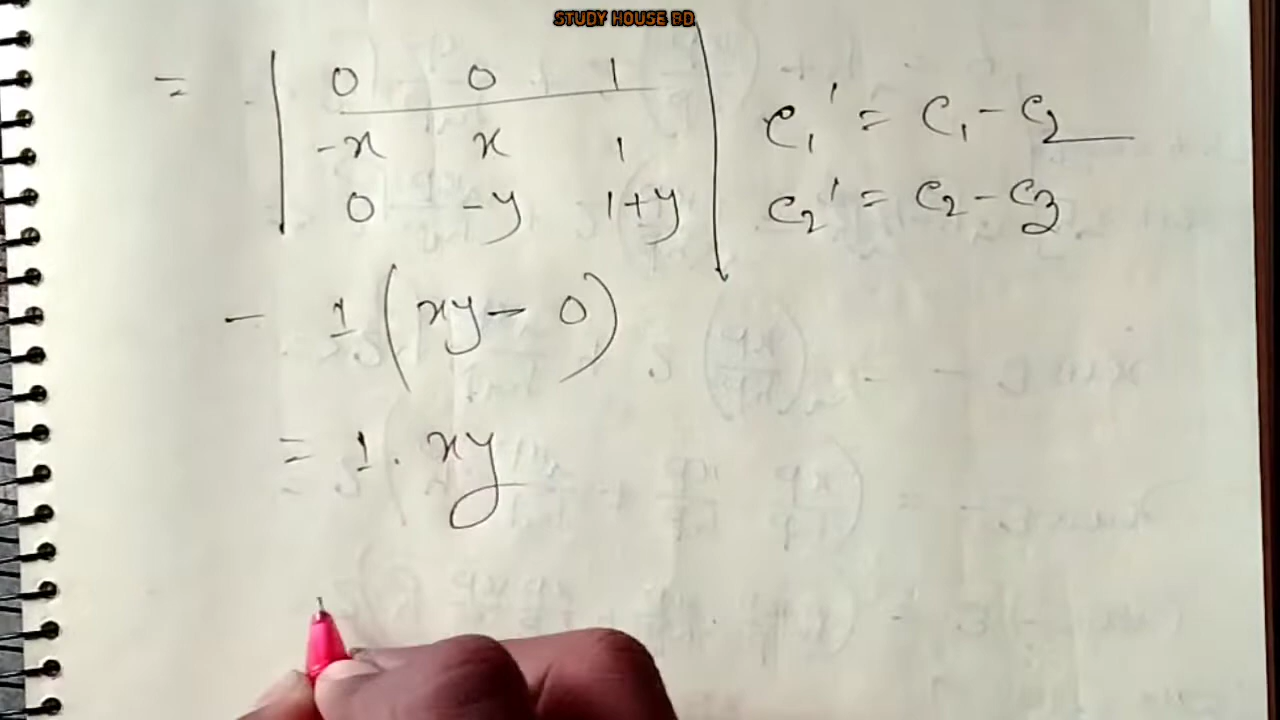 STUDY HOUSE BD
= | 0 0 1 |
| -x x 1 | C₁' = C₁ - C₂
| 0 -y 1+y | C₂' = C₂ - C₃
- 1 (xy - 0)
= 1 . xy